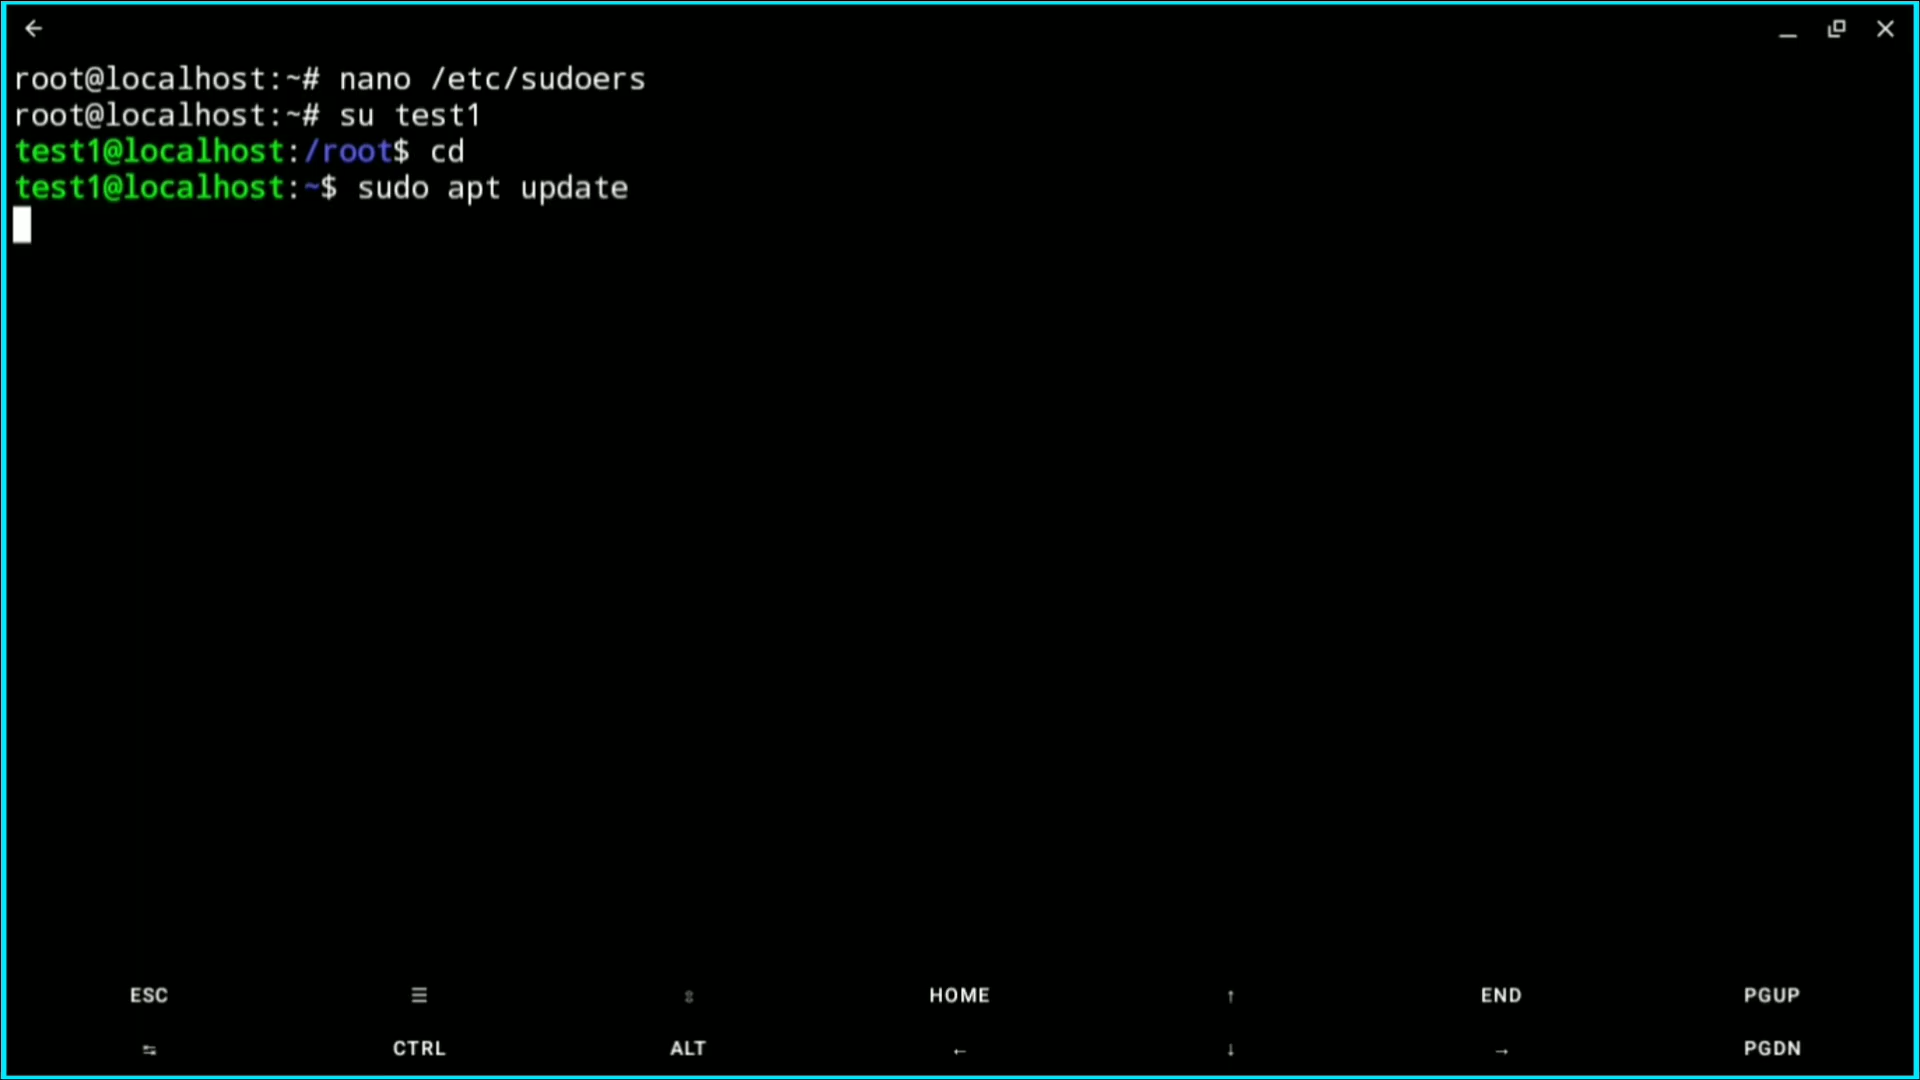 root@localhost:~# nano /etc/sudoers
root@localhost:~# su test1
test1@localhost:/root$ cd
test1@localhost:~$ sudo apt update
ESC ☰ ⇳ HOME ↑ END PGUP
⇆ CTRL ALT ← ↓ → PGDN